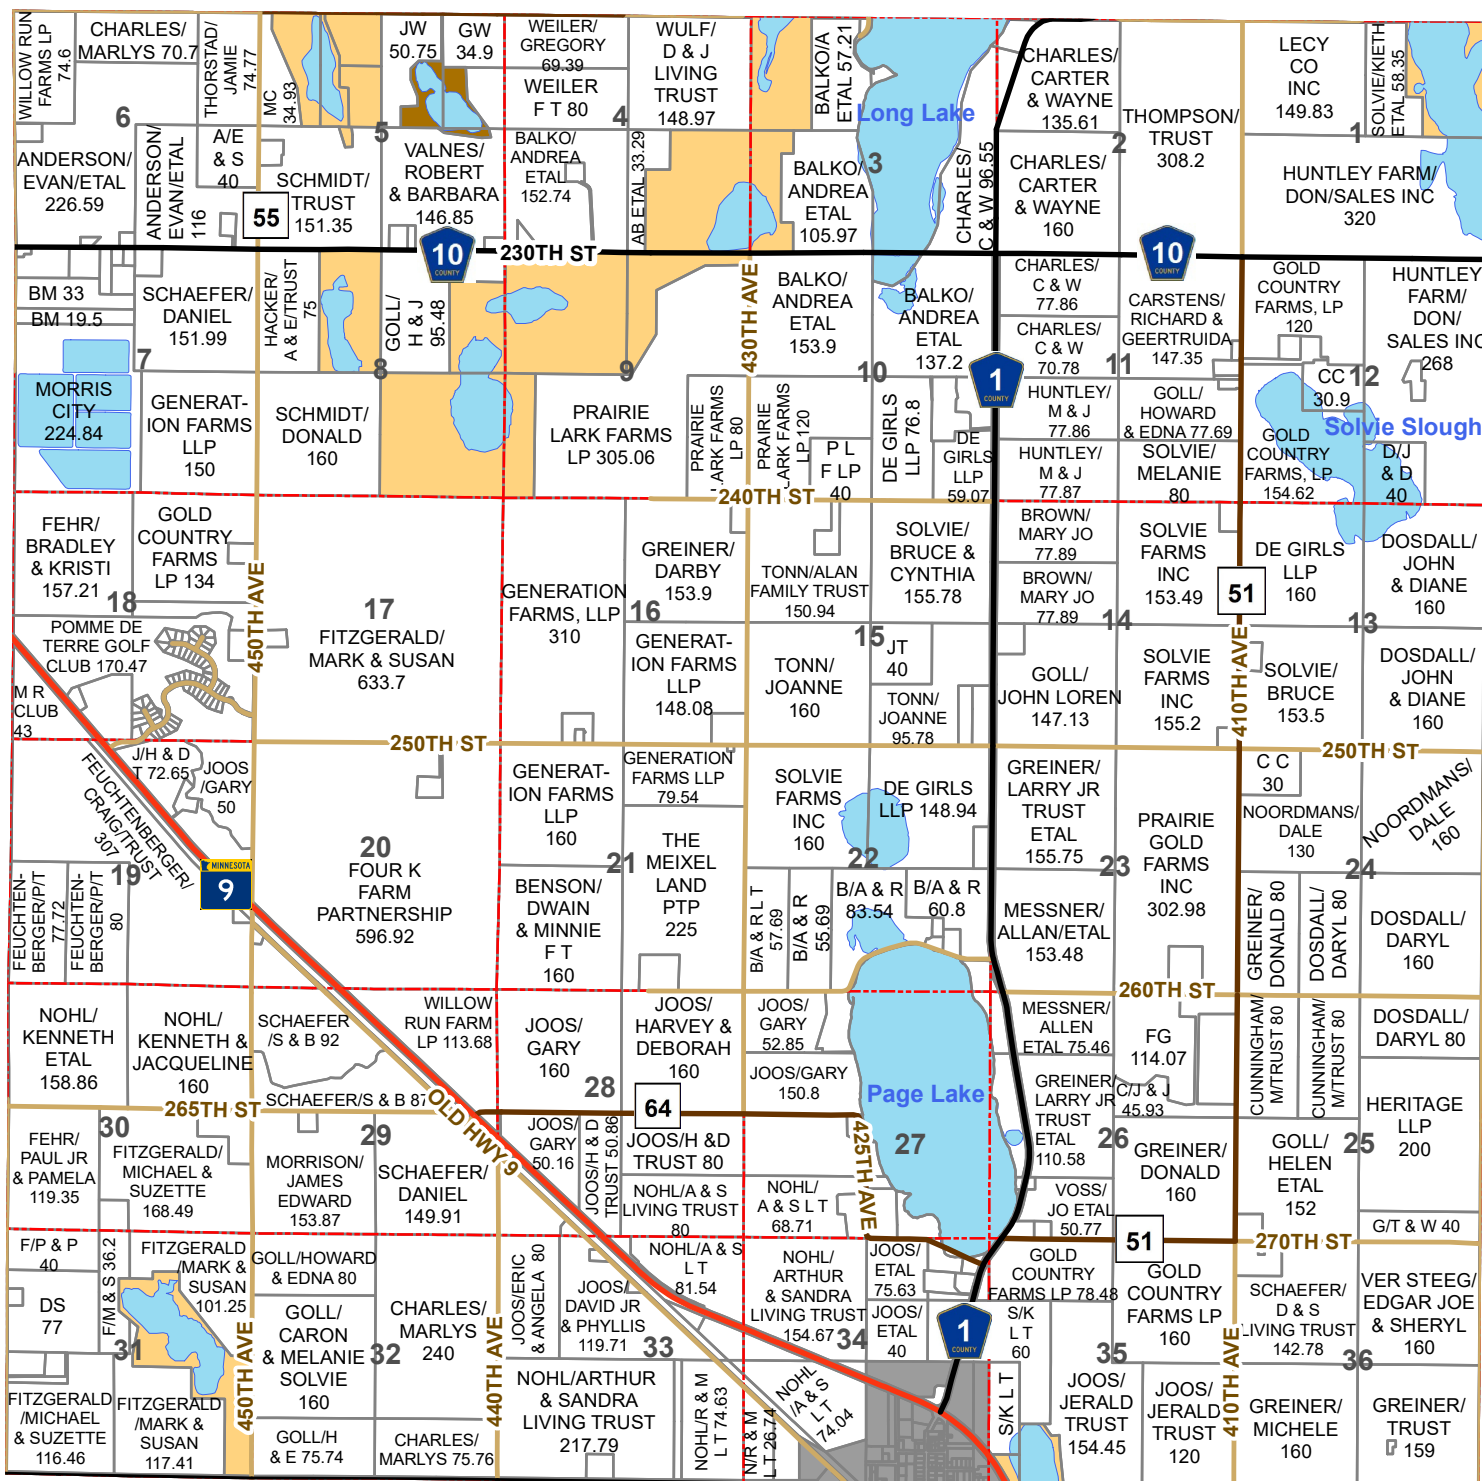 WILLOW RUN
FARMS LP
74.6
CHARLES/
MARLYS 70.7
THORSTAD/
JAMIE
74.77
MC
34.93
JW
50.75
GW
34.9
WEILER/
GREGORY
69.39
WEILER
F T 80
WULF/
D & J
LIVING
TRUST
148.97
BALKO/A
ETAL 57.21
Long Lake
CHARLES/
CARTER
& WAYNE
135.61
THOMPSON/
TRUST
308.2
LECY
CO
INC
149.83
SOLVIE/KIETH
ETAL 58.35
6
5
4
3
2
1
ANDERSON/
EVAN/ETAL
226.59
ANDERSON/
EVAN/ETAL
116
A/E
& S
40
SCHMIDT/
TRUST
151.35
55
VALNES/
ROBERT
& BARBARA
146.85
BALKO/
ANDREA
ETAL
152.74
AB ETAL 33.29
BALKO/
ANDREA
ETAL
105.97
CHARLES/
C & W 96.55
CHARLES/
CARTER
& WAYNE
160
HUNTLEY FARM/
DON/SALES INC
320
10
COUNTY
230TH ST
10
COUNTY
BM 33
BM 19.5
SCHAEFER/
DANIEL
151.99
HACKER/
A & E/TRUST
75
GOLL/
H & J
95.48
430TH AVE
BALKO/
ANDREA
ETAL
153.9
BALKO/
ANDREA
ETAL
137.2
CHARLES/
C & W
77.86
CHARLES/
C & W
70.78
CARSTENS/
RICHARD &
GEERTRUIDA
147.35
GOLD
COUNTRY
FARMS, LP
120
HUNTLEY
FARM/
DON/
SALES INC
268
7
8
9
10
11
12
MORRIS
CITY
224.84
GENERAT-
ION FARMS
LLP
150
SCHMIDT/
DONALD
160
PRAIRIE
LARK FARMS
LP 305.06
PRAIRIE
LARK FARMS
LP 80
PRAIRIE
LARK FARMS
LP 120
P L
F LP
40
DE GIRLS
LLP 76.8
DE
GIRLS
LLP
59.07
1
COUNTY
HUNTLEY/
M & J
77.86
HUNTLEY/
M & J
77.87
GOLL/
HOWARD
& EDNA 77.69
SOLVIE/
MELANIE
80
CC
30.9
Solvie Slough
GOLD
COUNTRY
FARMS, LP
154.62
D/J
& D
40
240TH ST
FEHR/
BRADLEY
& KRISTI
157.21
GOLD
COUNTRY
FARMS
LP 134
450TH AVE
17
FITZGERALD/
MARK & SUSAN
633.7
GENERATION
FARMS, LLP
310
GREINER/
DARBY
153.9
TONN/ALAN
FAMILY TRUST
150.94
SOLVIE/
BRUCE &
CYNTHIA
155.78
BROWN/
MARY JO
77.89
BROWN/
MARY JO
77.89
SOLVIE
FARMS
INC
153.49
51
DE GIRLS
LLP
160
DOSDALL/
JOHN
& DIANE
160
18
16
15
14
13
POMME DE
TERRE GOLF
CLUB 170.47
M R
CLUB
43
GENERAT-
ION FARMS
LLP
148.08
TONN/
JOANNE
160
JT
40
TONN/
JOANNE
95.78
GOLL/
JOHN LOREN
147.13
SOLVIE
FARMS
INC
155.2
410TH AVE
SOLVIE/
BRUCE
153.5
DOSDALL/
JOHN
& DIANE
160
250TH ST
250TH ST
J/H & D
T 72.65
JOOS
/GARY
50
FEUCHTENBERGER/
CRAIG/TRUST
307
GENERAT-
ION FARMS
LLP
160
GENERATION
FARMS LLP
79.54
SOLVIE
FARMS
INC
160
DE GIRLS
LLP 148.94
GREINER/
LARRY JR
TRUST
ETAL
155.75
PRAIRIE
GOLD
FARMS
INC
302.98
C C
30
NOORDMANS/
DALE
130
NOORDMANS/
DALE
160
19
20
21
22
23
24
MINNESOTA
9
FEUCHTEN-
BERGER/P/T
77.72
FEUCHTEN-
BERGER/P/T
80
FOUR K
FARM
PARTNERSHIP
596.92
BENSON/
DWAIN
& MINNIE
F T
160
THE
MEIXEL
LAND
PTP
225
B/A & R L T
57.69
B/A & R
55.69
B/A & R
83.54
B/A & R
60.8
MESSNER/
ALLAN/ETAL
153.48
GREINER/
DONALD 80
DOSDALL/
DARYL 80
DOSDALL/
DARYL
160
260TH ST
NOHL/
KENNETH
ETAL
158.86
NOHL/
KENNETH &
JACQUELINE
160
SCHAEFER
/S & B 92
WILLOW
RUN FARM
LP 113.68
JOOS/
GARY
160
JOOS/
HARVEY &
DEBORAH
160
JOOS/
GARY
52.85
JOOS/GARY
150.8
Page Lake
MESSNER/
ALLEN
ETAL 75.46
FG
114.07
CUNNINGHAM/
M/TRUST 80
CUNNINGHAM/
M/TRUST 80
DOSDALL/
DARYL 80
SCHAEFER/S & B 87
265TH ST
OLD HWY 9
28
64
GREINER/
LARRY JR
TRUST
ETAL
110.58
C/J & J
45.93
HERITAGE
LLP
200
30
29
27
26
25
FEHR/
PAUL JR
& PAMELA
119.35
FITZGERALD/
MICHAEL &
SUZETTE
168.49
MORRISON/
JAMES
EDWARD
153.87
SCHAEFER/
DANIEL
149.91
JOOS/
GARY
50.16
JOOS/H & D
TRUST 50.86
JOOS/H &D
TRUST 80
NOHL/A & S
LIVING TRUST
80
NOHL/
A & S L T
68.71
425TH AVE
VOSS/
JO ETAL
50.77
GREINER/
DONALD
160
GOLL/
HELEN
ETAL
152
G/T & W 40
51
270TH ST
F/P & P
40
DS
77
F/M & S 36.2
FITZGERALD
/MARK &
SUSAN
101.25
GOLL/HOWARD
& EDNA 80
GOLL/
CARON
& MELANIE
SOLVIE
160
CHARLES/
MARLYS
240
440TH AVE
JOOS/ERIC
& ANGELA 80
JOOS/
DAVID JR
& PHYLLIS
119.71
NOHL/A & S
L T
81.54
NOHL/
ARTHUR
& SANDRA
LIVING TRUST
154.67
JOOS/
ETAL
75.63
JOOS/
ETAL
40
GOLD
COUNTRY
FARMS LP 78.48
S/K
L T
60
GOLD
COUNTRY
FARMS LP
160
SCHAEFER/
D & S
LIVING TRUST
142.78
VER STEEG/
EDGAR JOE
& SHERYL
160
1
COUNTY
31
32
33
34
35
36
450TH AVE
410TH AVE
FITZGERALD
/MICHAEL
& SUZETTE
116.46
FITZGERALD
/MARK &
SUSAN
117.41
GOLL/H
& E 75.74
CHARLES/
MARLYS 75.76
NOHL/ARTHUR
& SANDRA
LIVING TRUST
217.79
NOHL/R & M
L T 74.63
N/R & M
L T 26.74
NOHL
/A & S
L T
74.04
S/K L T
JOOS/
JERALD
TRUST
154.45
JOOS/
JERALD
TRUST
120
GREINER/
MICHELE
160
GREINER/
TRUST
159